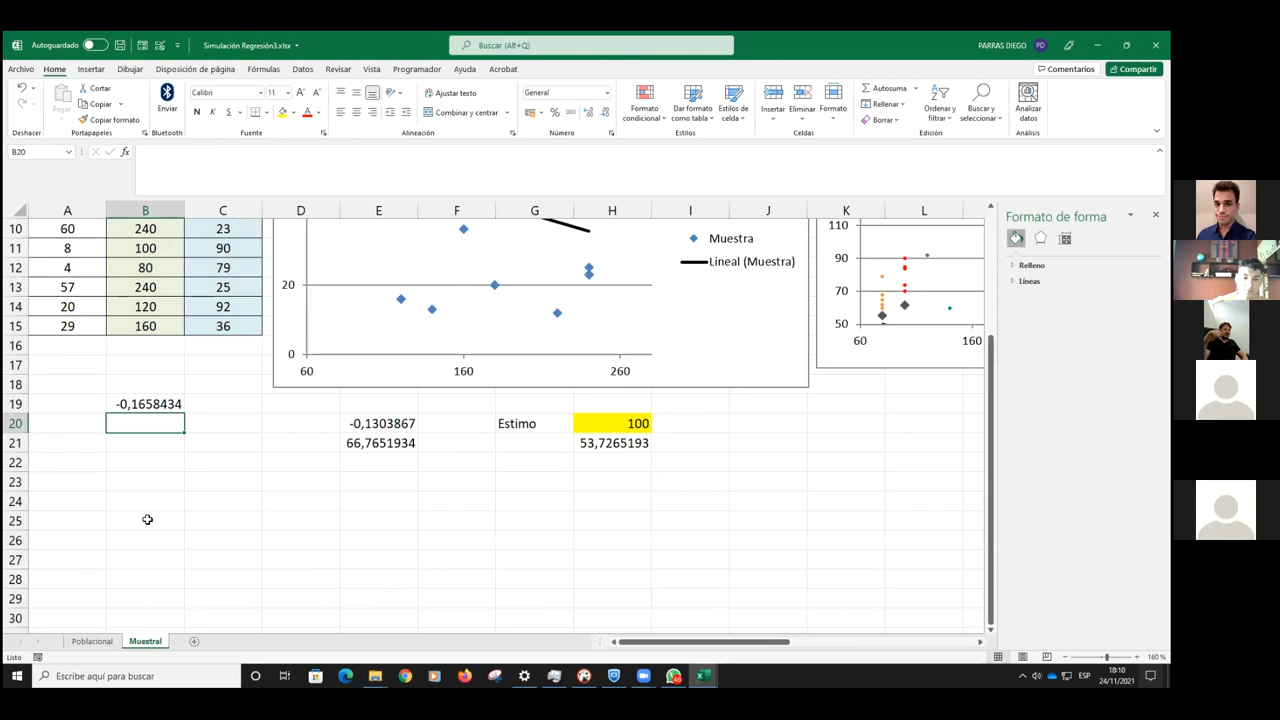 Autoguardado
Simulación Regresión3.xlsx
Buscar (Alt+Q)
PARRAS DIEGO
PD
Archivo Home Insertar Dibujar Disposición de página Fórmulas Datos Revisar Vista Programador Ayuda Acrobat
Comentarios
Compartir
Deshacer
Pegar
Cortar
Copiar
Copiar formato
Portapapeles
Enviar
Bluetooth
Calibri 11
N K S
Fuente
Ajustar texto
Combinar y centrar
Alineación
General
Número
Formato condicional
Dar formato como tabla
Estilos de celda
Estilos
Insertar
Eliminar
Formato
Celdas
Autosuma
Rellenar
Borrar
Ordenar y filtrar
Buscar y seleccionar
Edición
Analizar datos
Análisis
B20
fx
A B C D E F G H I J K L
10 60 240 23
11 8 100 90
12 4 80 79
13 57 240 25
14 20 120 92
15 29 160 36
16
17
18
19 -0,1658434
20 -0,1303867 Estimo 100
21 66,7651934 53,7265193
22
23
24
25
26
27
28
29
30
20
0
60 160 260
Muestra
Lineal (Muestra)
110
90
70
50
60 160
Formato de forma
Relleno
Líneas
Poblacional Muestral
Listo
160 %
Escribe aquí para buscar
ESP
18:10
24/11/2021